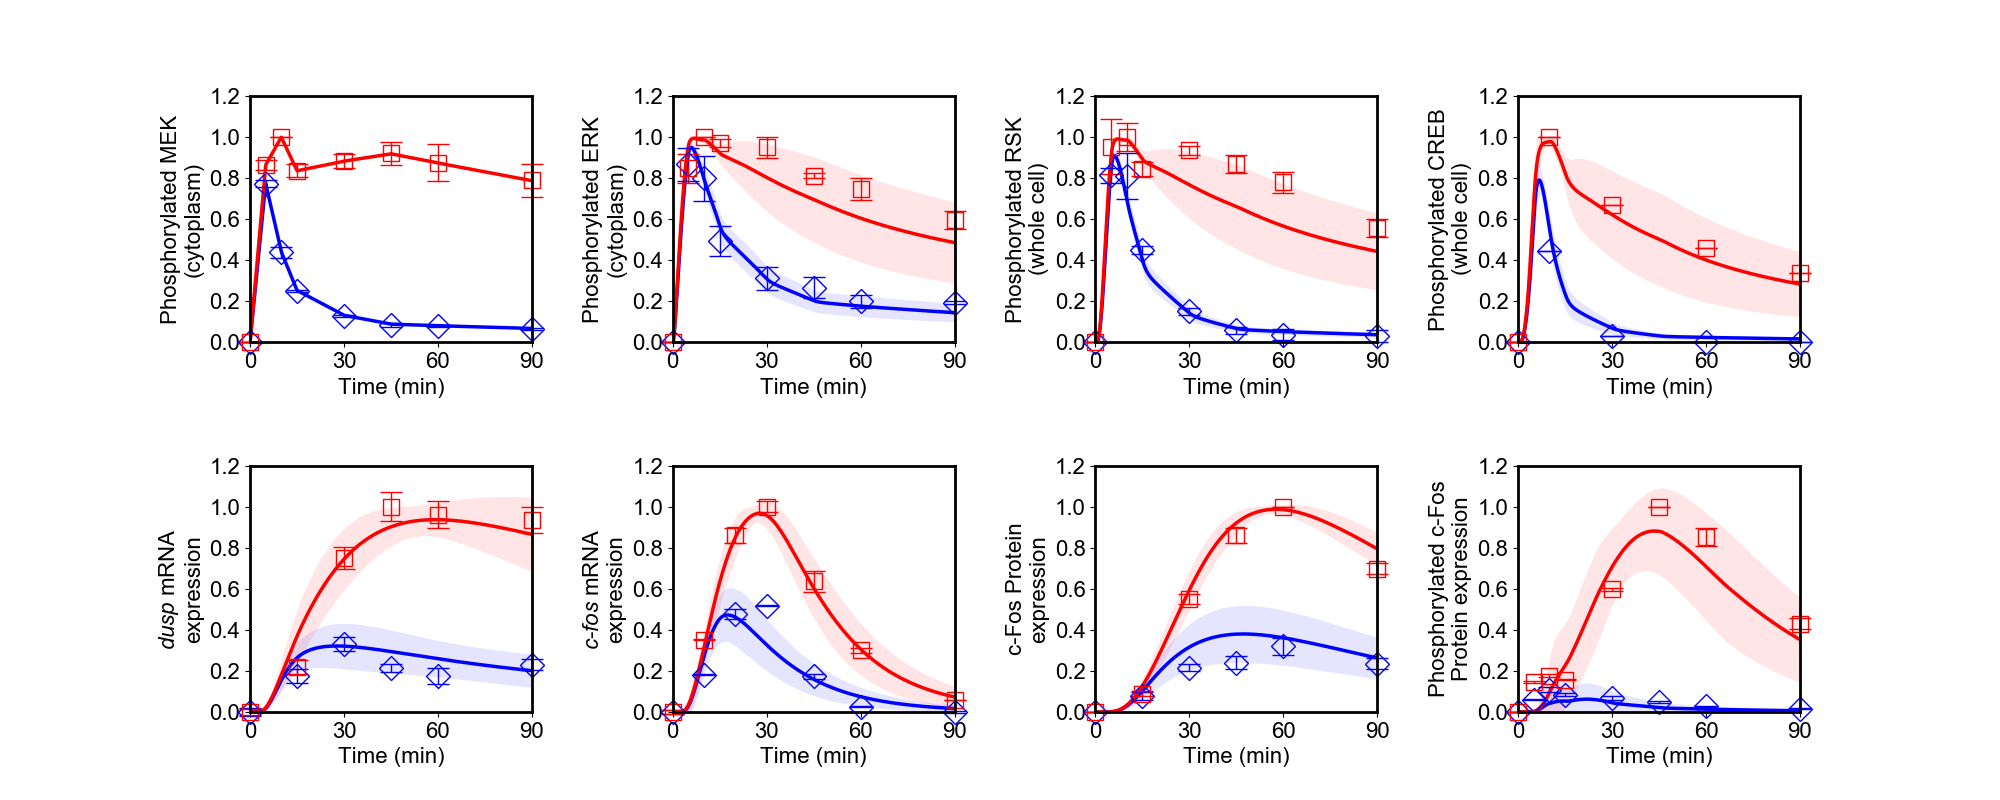 Phosphorylated MEK
(cytoplasm)
1.2
1.0
0.8
0.6
0.4
0.2
0.0
0 30 60 90
Time (min)
Phosphorylated ERK
(cytoplasm)
1.2
1.0
0.8
0.6
0.4
0.2
0.0
0 30 60 90
Time (min)
Phosphorylated RSK
(whole cell)
1.2
1.0
0.8
0.6
0.4
0.2
0.0
0 30 60 90
Time (min)
Phosphorylated CREB
(whole cell)
1.2
1.0
0.8
0.6
0.4
0.2
0.0
0 30 60 90
Time (min)
dusp mRNA
expression
1.2
1.0
0.8
0.6
0.4
0.2
0.0
0 30 60 90
Time (min)
c-fos mRNA
expression
1.2
1.0
0.8
0.6
0.4
0.2
0.0
0 30 60 90
Time (min)
c-Fos Protein
expression
1.2
1.0
0.8
0.6
0.4
0.2
0.0
0 30 60 90
Time (min)
Phosphorylated c-Fos
Protein expression
1.2
1.0
0.8
0.6
0.4
0.2
0.0
0 30 60 90
Time (min)